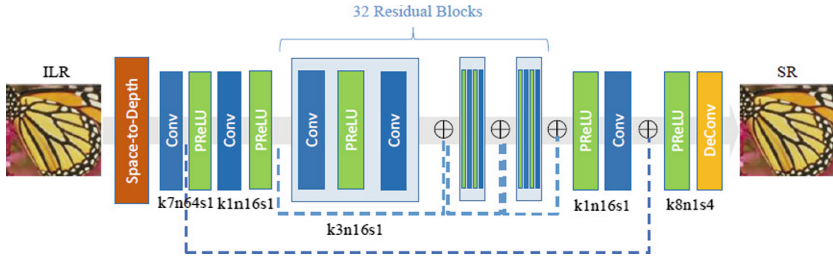 32 Residual Blocks
ILR
Space-to-Depth
Conv
PReLU
Conv
PReLU
Conv
PReLU
Conv
PReLU
Conv
PReLU
DeConv
SR
k7n64s1
k1n16s1
k3n16s1
k1n16s1
k8n1s4